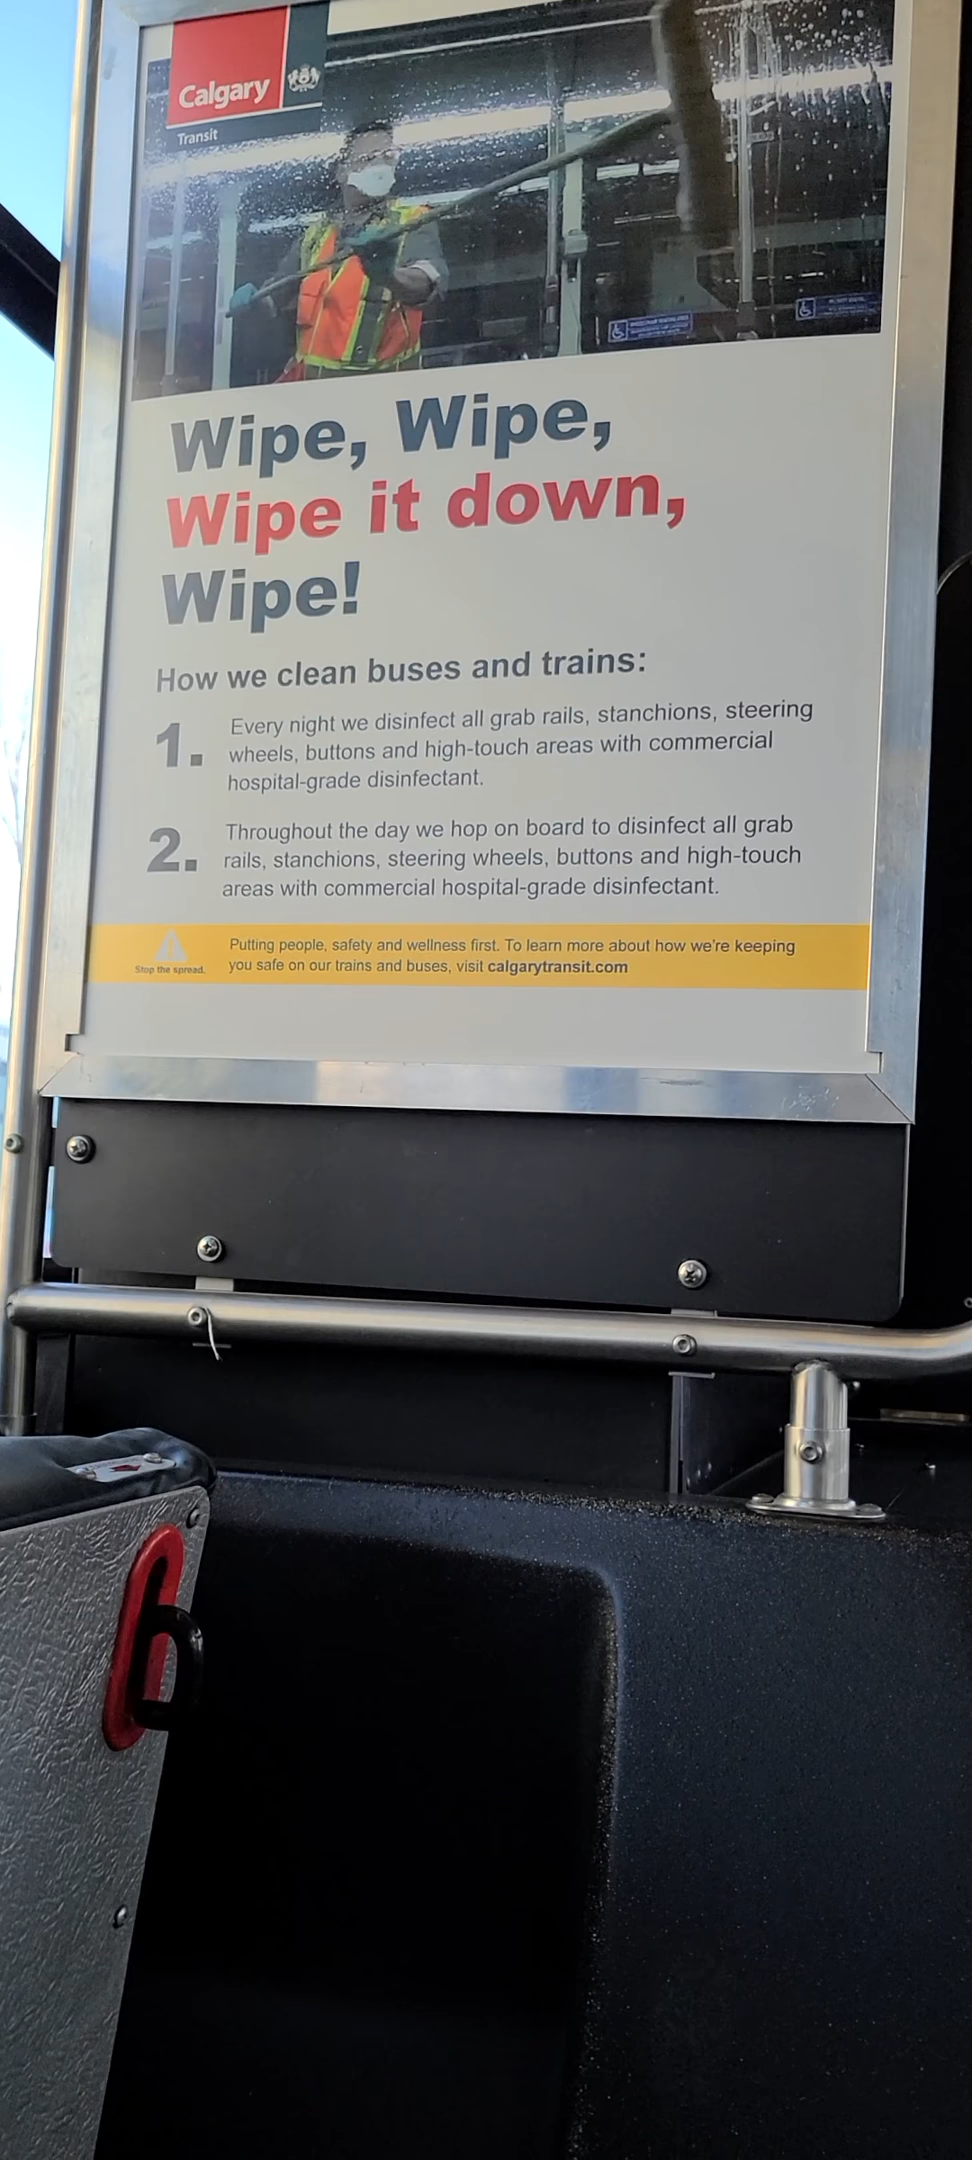 Calgary
Transit
Wipe, Wipe,
Wipe it down,
Wipe!
How we clean buses and trains:
1.
Every night we disinfect all grab rails, stanchions, steering
wheels, buttons and high-touch areas with commercial
hospital-grade disinfectant.
2.
Throughout the day we hop on board to disinfect all grab
rails, stanchions, steering wheels, buttons and high-touch
areas with commercial hospital-grade disinfectant.
Stop the spread.
Putting people, safety and wellness first. To learn more about how we're keeping
you safe on our trains and buses, visit calgarytransit.com